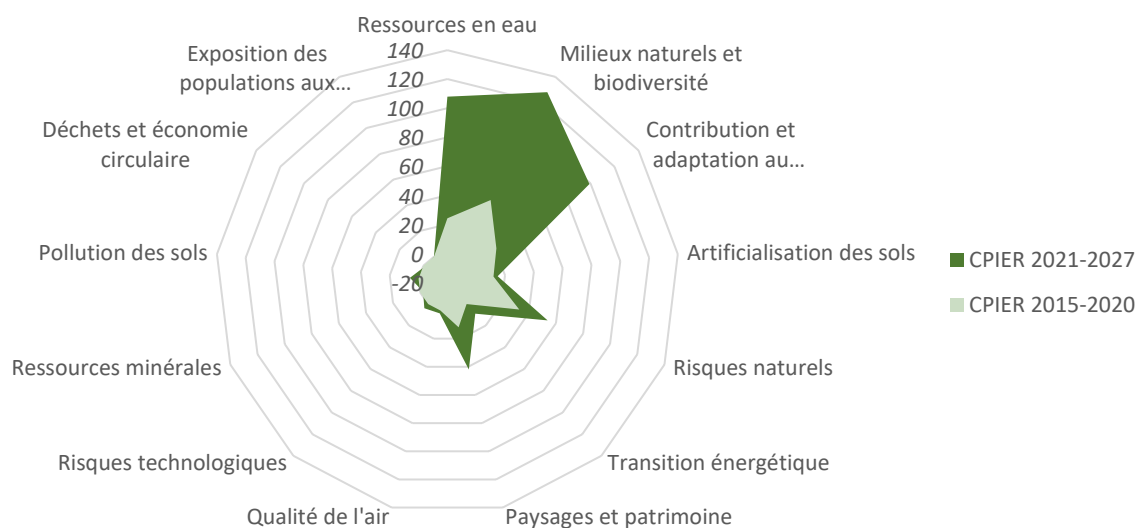 Ressources en eau
140
120
100
80
60
40
20
0
-20
Milieux naturels et
biodiversité
Contribution et
adaptation au...
Artificialisation des sols
Risques naturels
Transition énergétique
Paysages et patrimoine
Qualité de l'air
Risques technologiques
Ressources minérales
Pollution des sols
Déchets et économie
circulaire
Exposition des
populations aux...
CPIER 2021-2027
CPIER 2015-2020